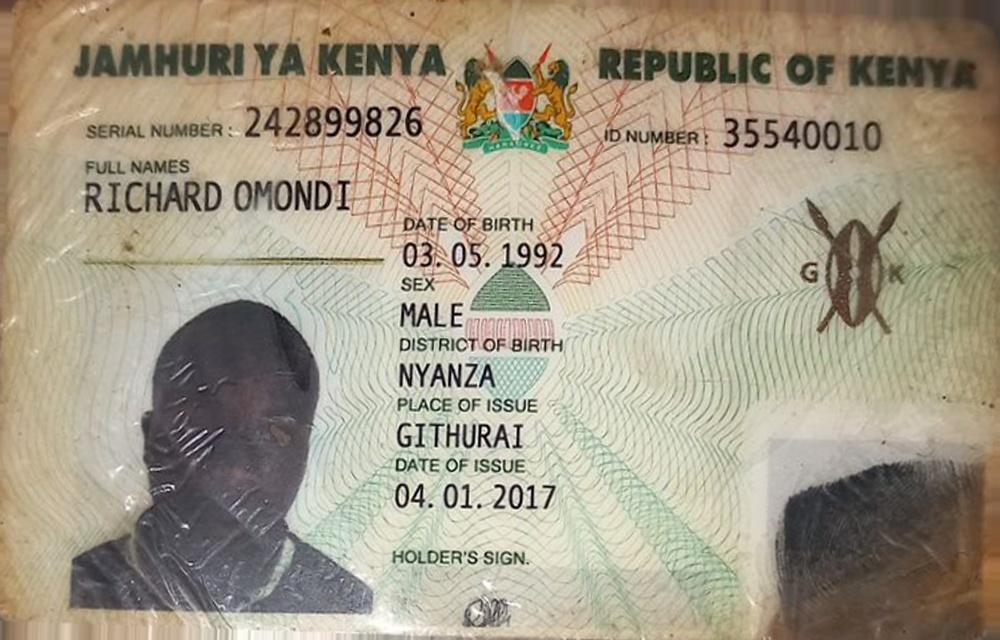 JAMHURI YA KENYA REPUBLIC OF KENYA
SERIAL NUMBER : 242899826 ID NUMBER : 35540010
FULL NAMES
RICHARD OMONDI
DATE OF BIRTH
03. 05. 1992
SEX
MALE
DISTRICT OF BIRTH
NYANZA
PLACE OF ISSUE
GITHURAI
DATE OF ISSUE
04. 01. 2017
HOLDER'S SIGN.
G K
HARAMBEE